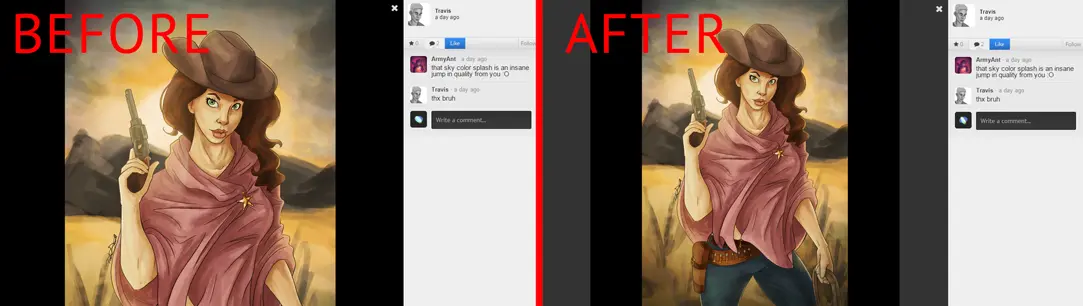 BEFORE
✖
Travis
a day ago
★ 0
2
Like
Follow
ArmyAnt · a day ago
that sky color splash is an insane
jump in quality from you :O
Travis · a day ago
thx bruh
Write a comment...
AFTER
✖
Travis
a day ago
★ 0
2
Like
Follow
ArmyAnt · a day ago
that sky color splash is an insane
jump in quality from you :O
Travis · a day ago
thx bruh
Write a comment...